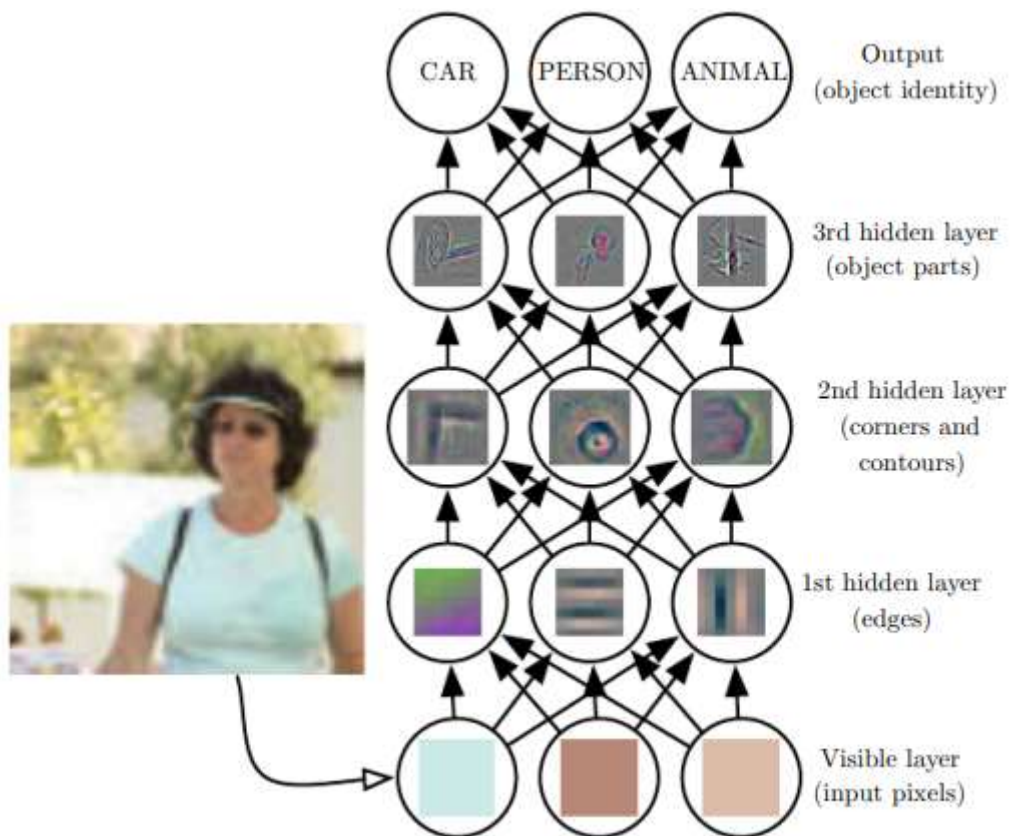 CAR
PERSON
ANIMAL
Output
(object identity)
3rd hidden layer
(object parts)
2nd hidden layer
(corners and
contours)
1st hidden layer
(edges)
Visible layer
(input pixels)